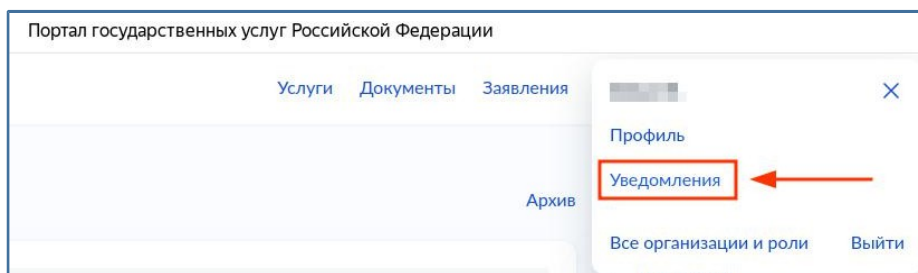 Портал государственных услуг Российской Федерации
Услуги Документы Заявления
Профиль
Уведомления
Архив
Все организации и роли Выйти